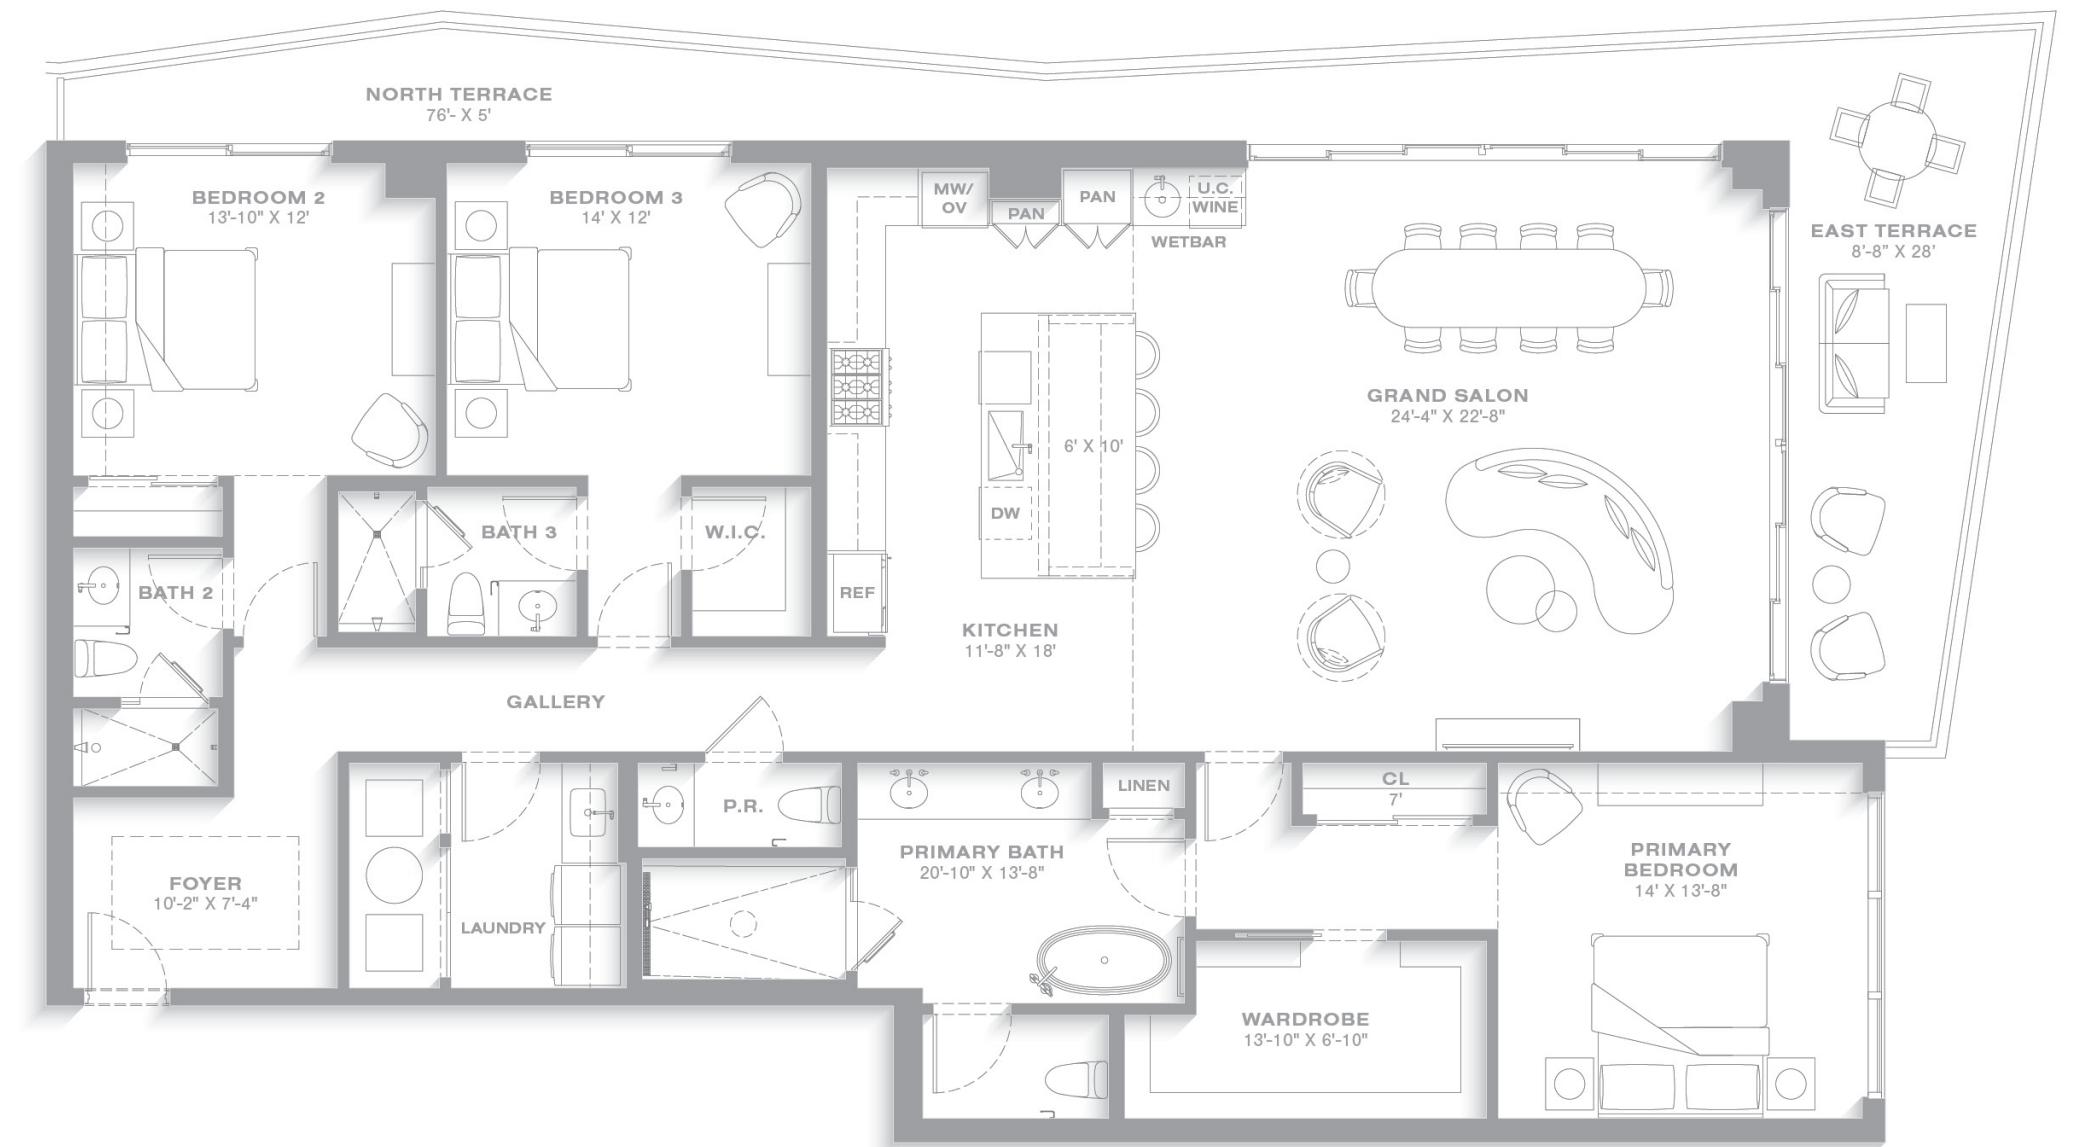 NORTH TERRACE
76'- X 5'
BEDROOM 2
13'-10" X 12'
BEDROOM 3
14' X 12'
MW/
OV
PAN
PAN
U.C.
WINE
WETBAR
EAST TERRACE
8'-8" X 28'
GRAND SALON
24'-4" X 22'-8"
6' X 10'
DW
BATH 3
W.I.C.
BATH 2
REF
KITCHEN
11'-8" X 18'
GALLERY
LINEN
CL
7'
P.R.
PRIMARY BATH
20'-10" X 13'-8"
PRIMARY
BEDROOM
14' X 13'-8"
FOYER
10'-2" X 7'-4"
LAUNDRY
WARDROBE
13'-10" X 6'-10"